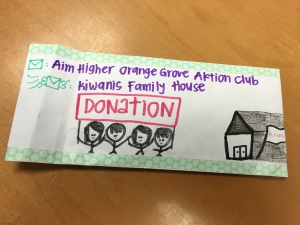 : Aim Higher Orange Grove Aktion Club
: Kiwanis Family House
DONATION